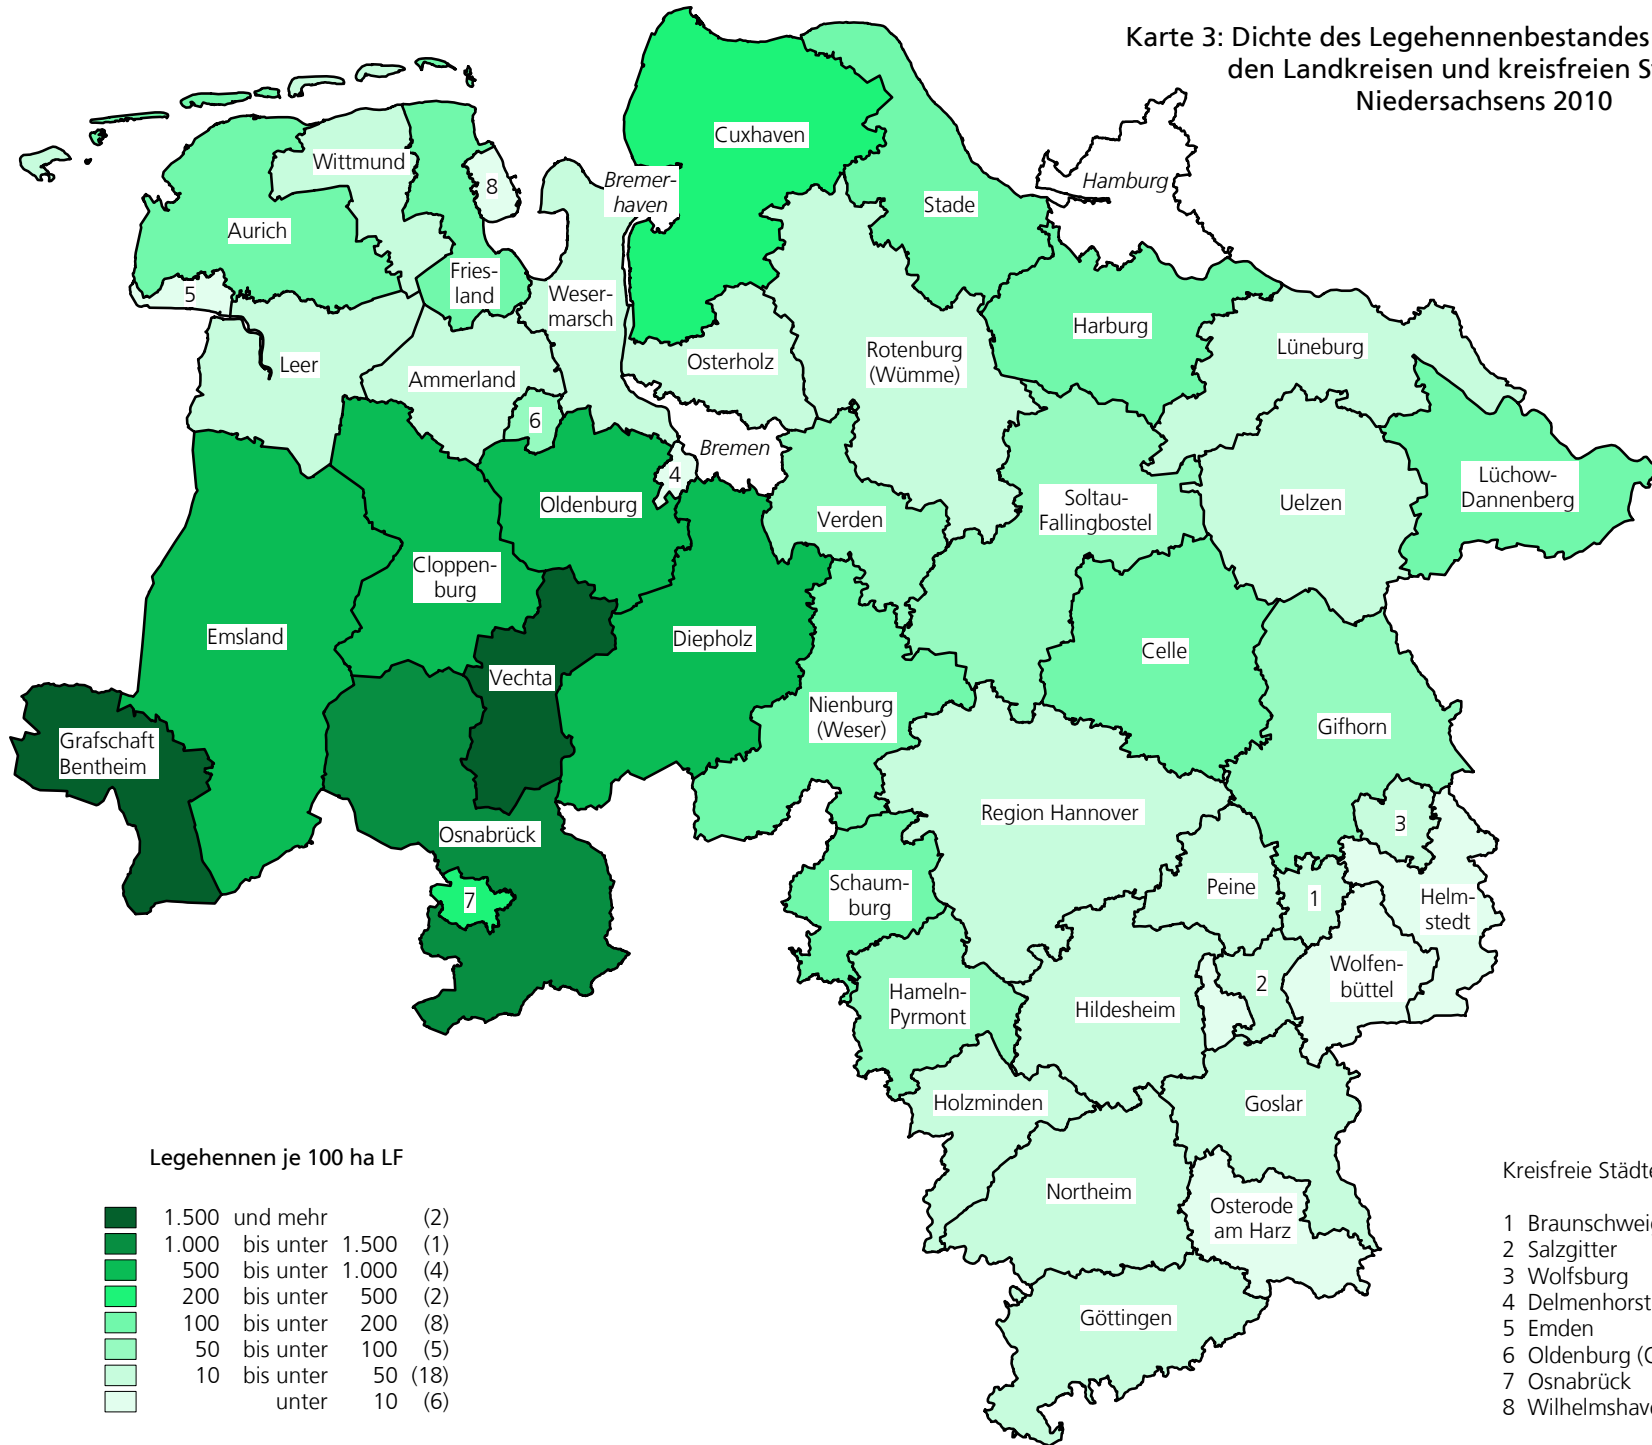 Karte 3: Dichte des Legehennenbestandes
den Landkreisen und kreisfreien
Niedersachsens 2010
Cuxhaven
Wittmund
8
Bremer-
haven
Hamburg
Stade
Aurich
Fries-
land
5
Weser-
marsch
Harburg
Lüneburg
Leer
Osterholz
Rotenburg
(Wümme)
Ammerland
6
Bremen
4
Lüchow-
Dannenberg
Oldenburg
Verden
Soltau-
Fallingbostel
Uelzen
Cloppen-
burg
Emsland
Diepholz
Celle
Vechta
Nienburg
(Weser)
Gifhorn
Grafschaft
Bentheim
Region Hannover
3
Osnabrück
7
Schaum-
burg
Peine
1
Helm-
stedt
Wolfen-
büttel
2
Hameln-
Pyrmont
Hildesheim
Holzminden
Goslar
Northeim
Osterode
am Harz
Göttingen
Legehennen je 100 ha LF
1.500 und mehr (2)
1.000 bis unter 1.500 (1)
500 bis unter 1.000 (4)
200 bis unter 500 (2)
100 bis unter 200 (8)
50 bis unter 100 (5)
10 bis unter 50 (18)
unter 10 (6)
Kreisfreie Städte
1 Braunschweig
2 Salzgitter
3 Wolfsburg
4 Delmenhorst
5 Emden
6 Oldenburg
7 Osnabrück
8 Wilhelmshaven